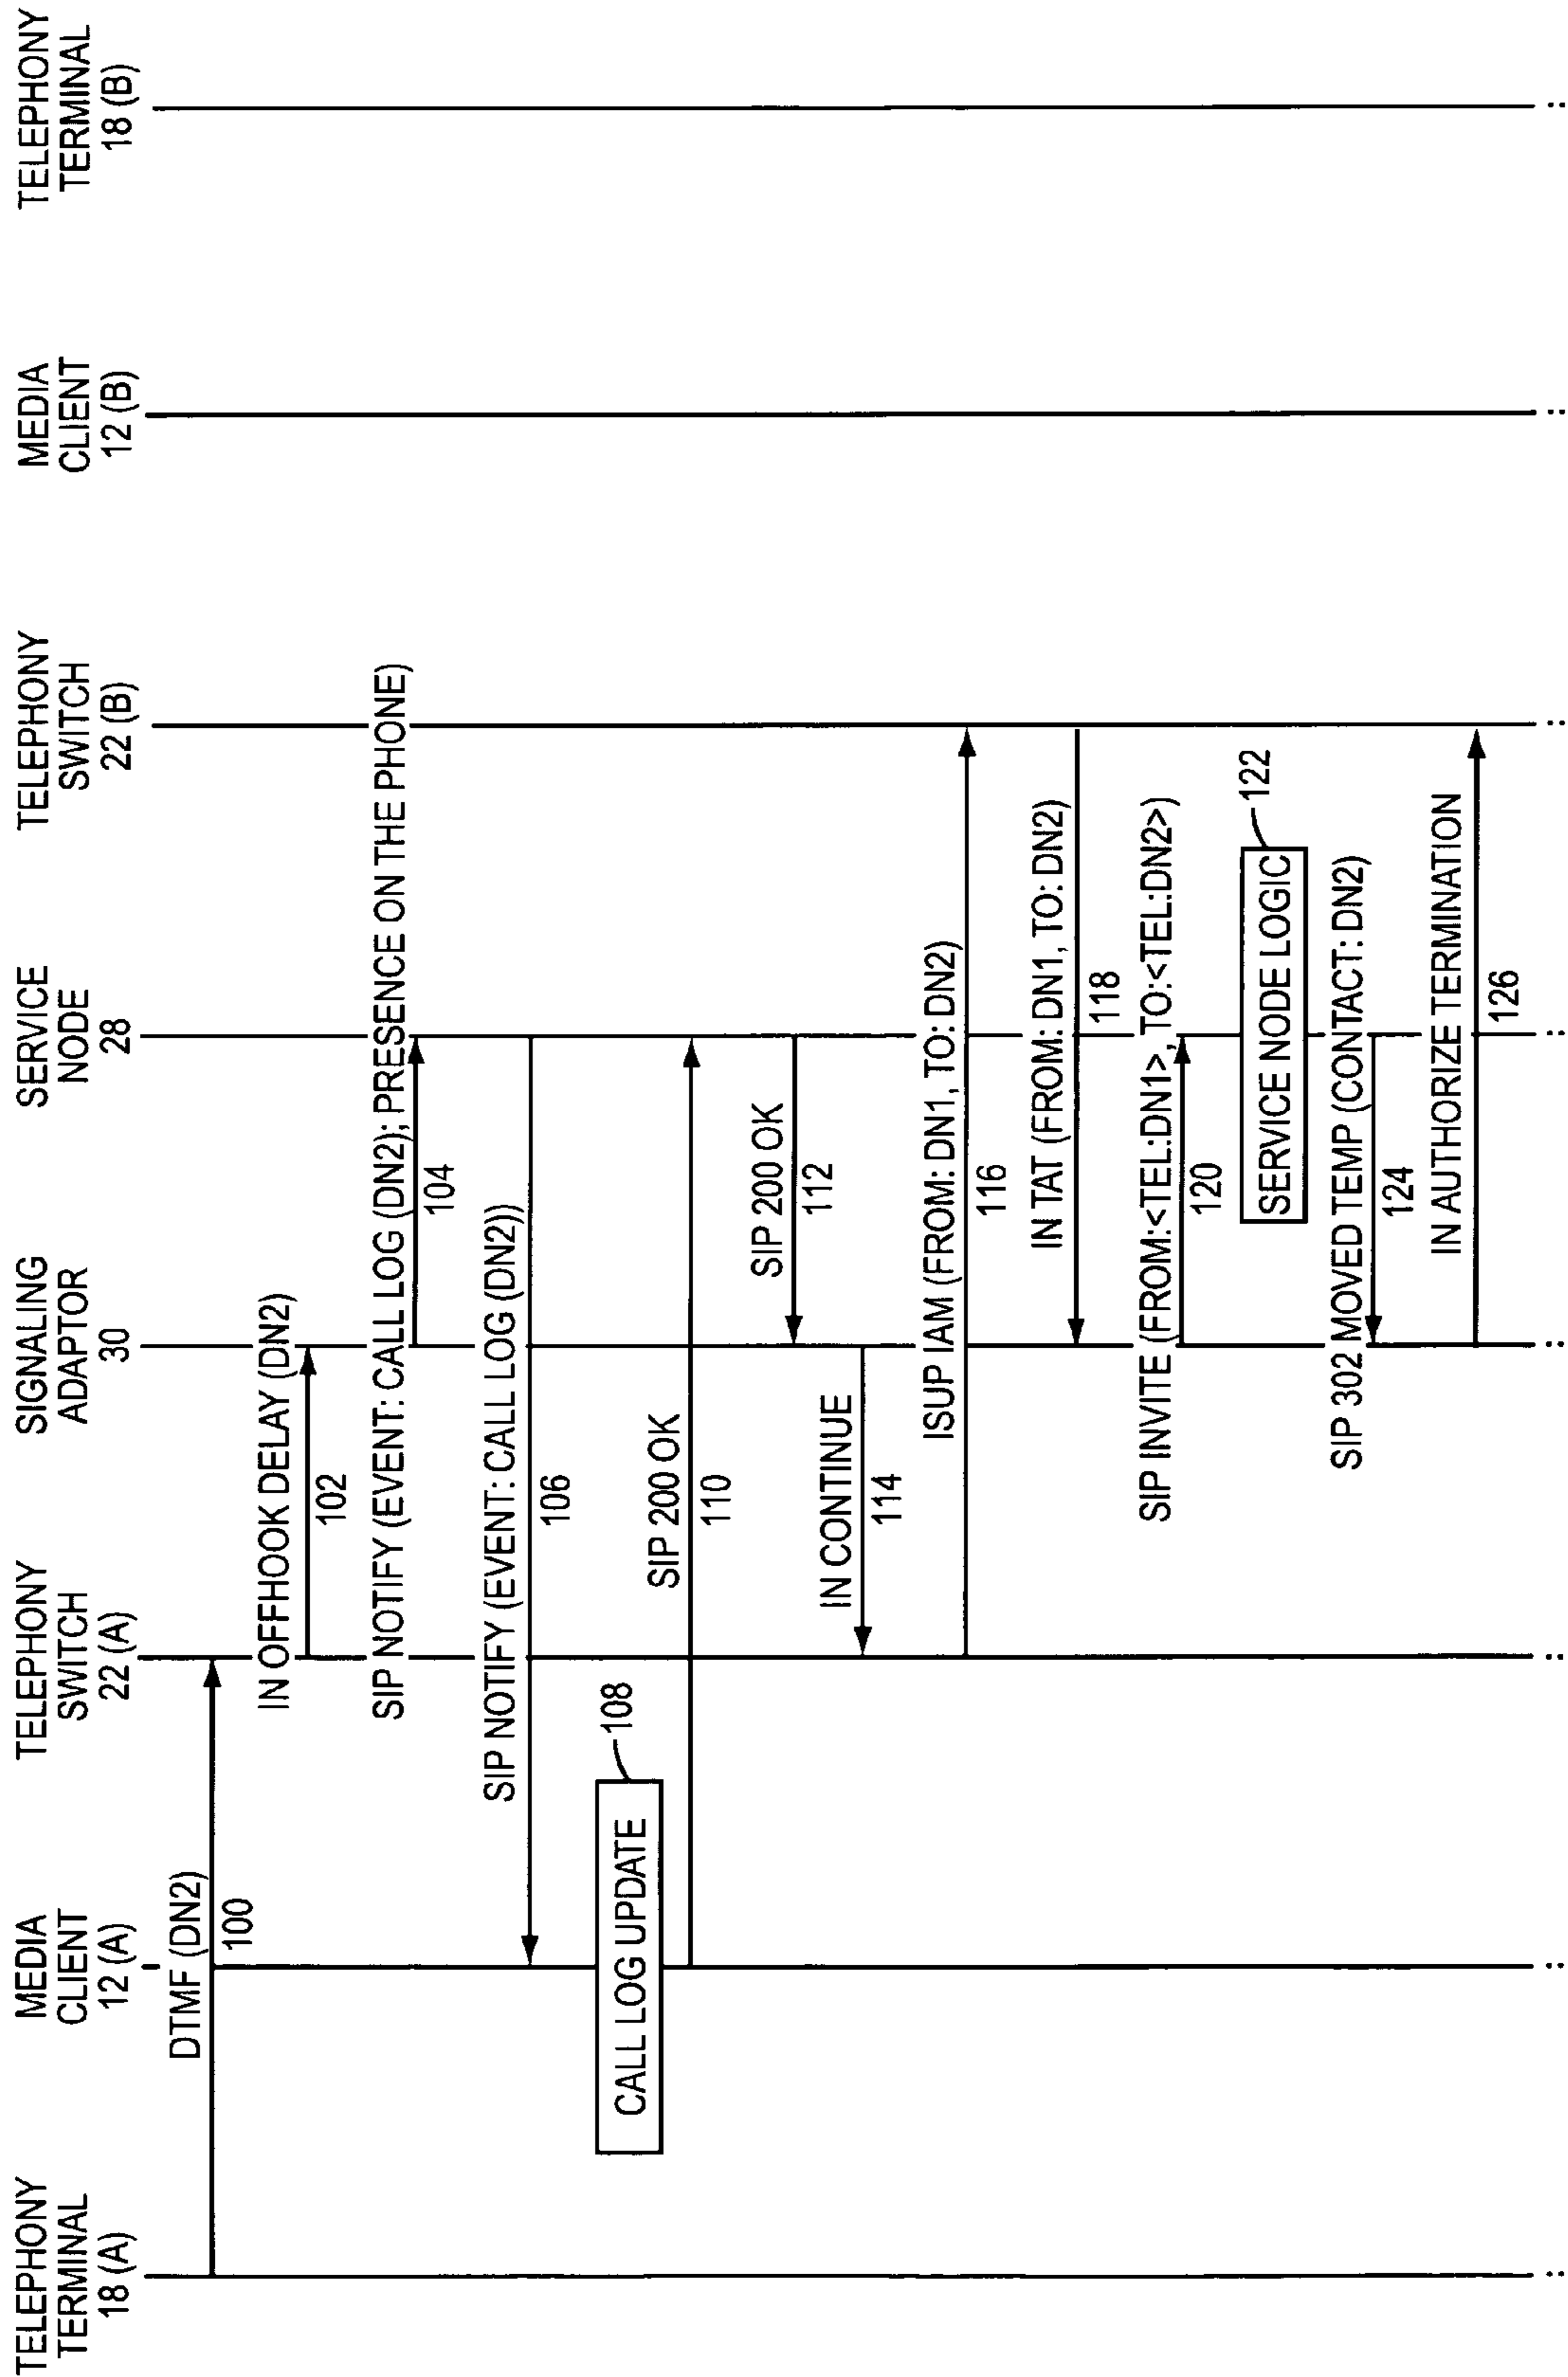 TELEPHONY
TERMINAL
18 (A)
MEDIA
CLIENT
12 (A)
TELEPHONY
SWITCH
22 (A)
SIGNALING
ADAPTOR
30
SERVICE
NODE
28
TELEPHONY
SWITCH
22 (B)
MEDIA
CLIENT
12 (B)
TELEPHONY
TERMINAL
18 (B)
DTMF (DN2)
100
IN OFFHOOK DELAY (DN2)
102
SIP NOTIFY (EVENT: CALL LOG (DN2); PRESENCE ON THE PHONE)
104
SIP NOTIFY (EVENT: CALL LOG (DN2))
106
CALL LOG UPDATE
108
SIP 200 OK
110
SIP 200 OK
112
IN CONTINUE
114
ISUP IAM (FROM: DN1, TO: DN2)
116
IN TAT (FROM: DN1, TO: DN2)
118
SIP INVITE (FROM:<TEL:DN1>, TO:<TEL:DN2>)
120
SERVICE NODE LOGIC
122
SIP 302 MOVED TEMP (CONTACT: DN2)
124
IN AUTHORIZE TERMINATION
126